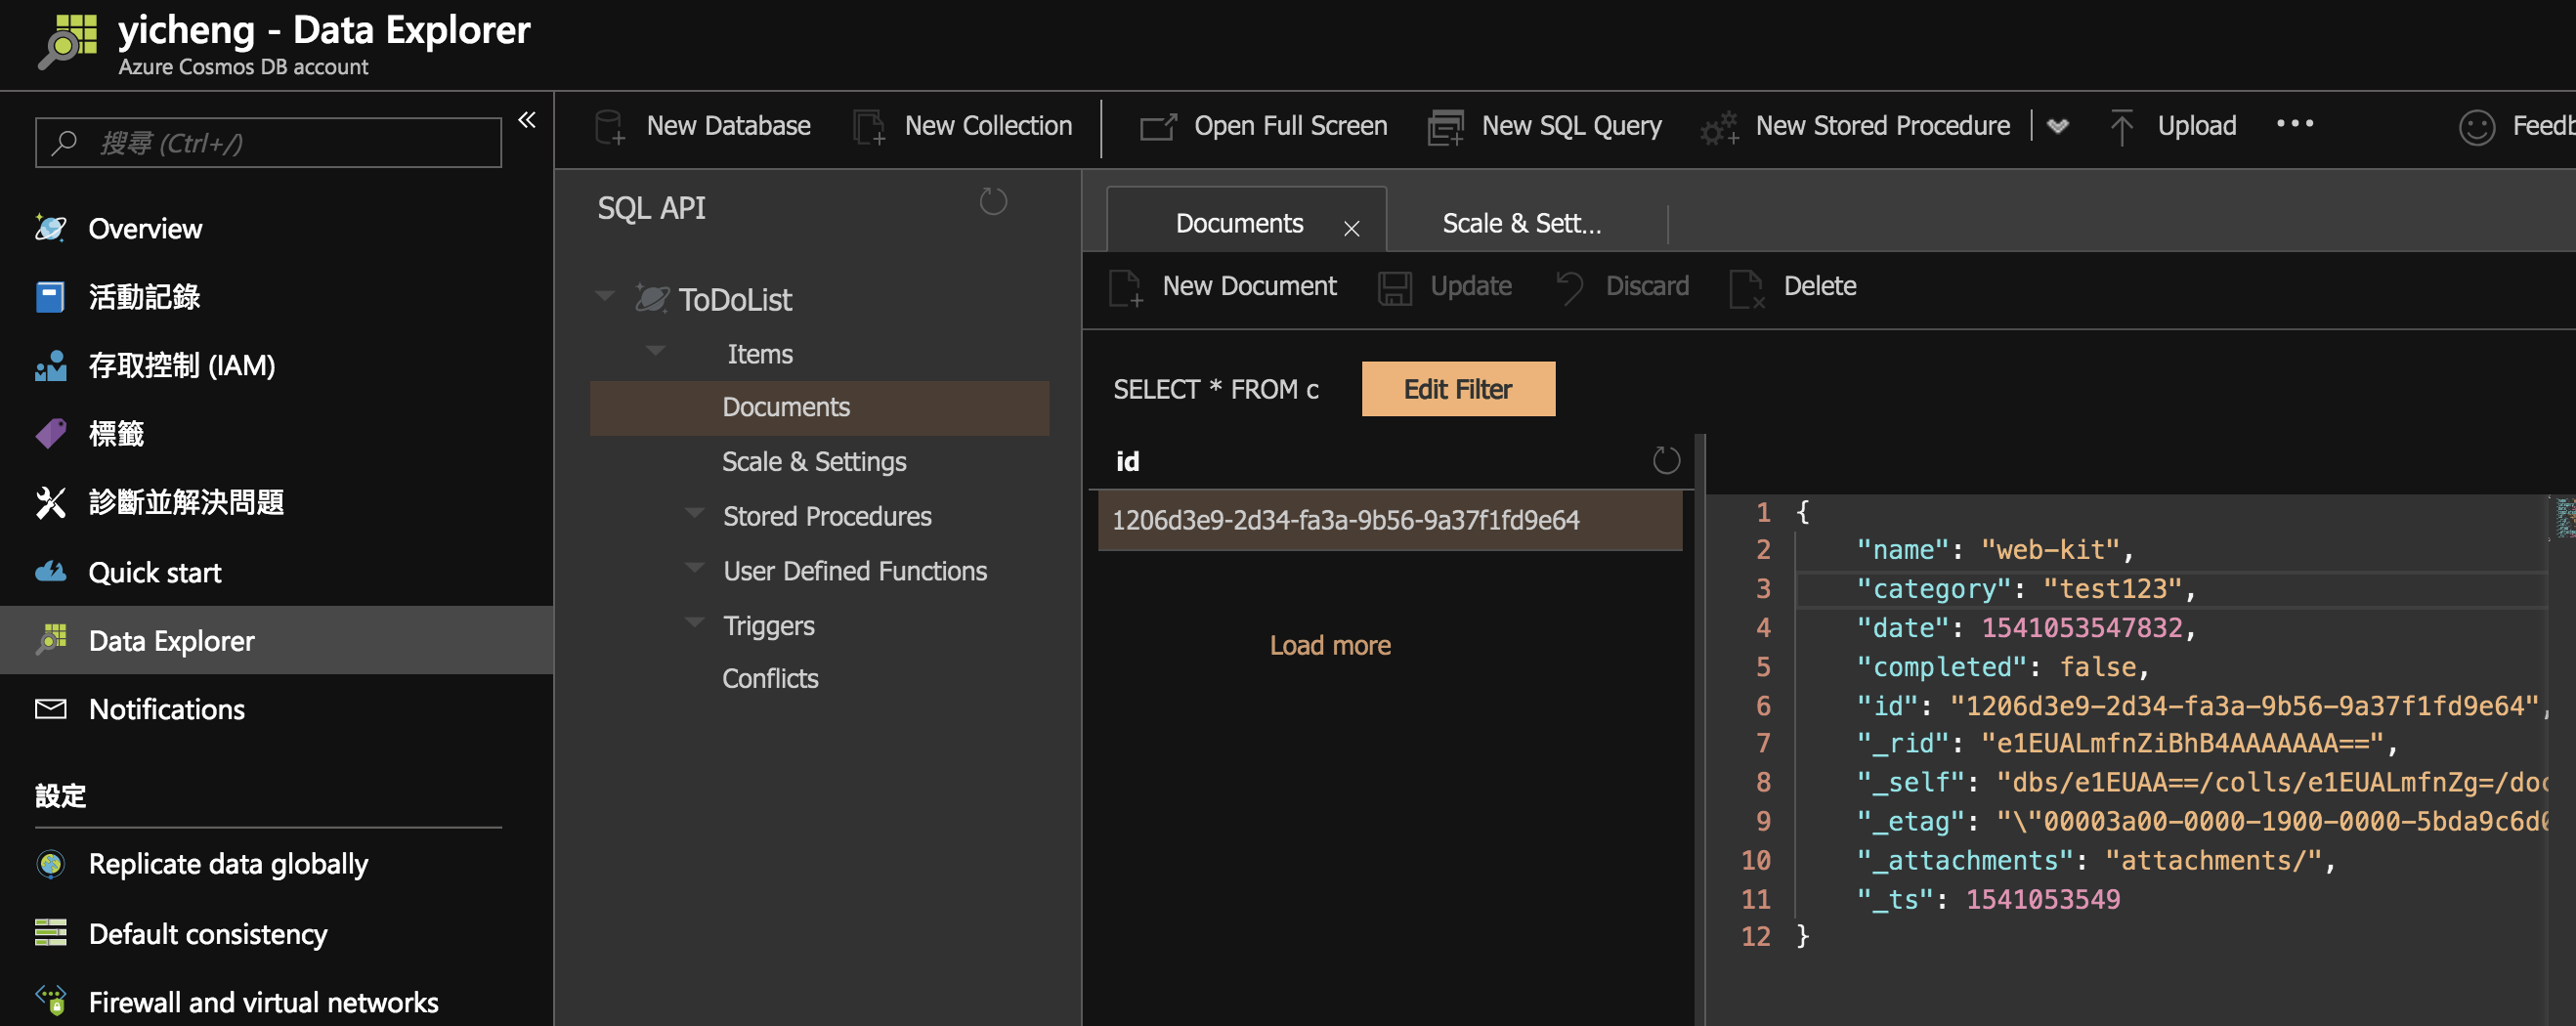 yicheng - Data Explorer
Azure Cosmos DB account
搜尋 (Ctrl+/)
«
Overview
活動記錄
存取控制 (IAM)
標籤
診斷並解決問題
Quick start
Data Explorer
Notifications
設定
Replicate data globally
Default consistency
Firewall and virtual networks
New Database
New Collection
Open Full Screen
New SQL Query
New Stored Procedure
Upload
...
Feedb
SQL API
ToDoList
Items
Documents
Scale & Settings
Stored Procedures
User Defined Functions
Triggers
Conflicts
Documents
Scale & Sett...
New Document
Update
Discard
Delete
SELECT * FROM c
Edit Filter
id
1206d3e9-2d34-fa3a-9b56-9a37f1fd9e64
Load more
1 {
2 "name": "web-kit",
3 "category": "test123",
4 "date": 1541053547832,
5 "completed": false,
6 "id": "1206d3e9-2d34-fa3a-9b56-9a37f1fd9e64",
7 "_rid": "e1EUALmfnZiBhB4AAAAAAA==",
8 "_self": "dbs/e1EUAA==/colls/e1EUALmfnZg=/doc
9 "_etag": "\"00003a00-0000-1900-0000-5bda9c6d0
10 "_attachments": "attachments/",
11 "_ts": 1541053549
12 }